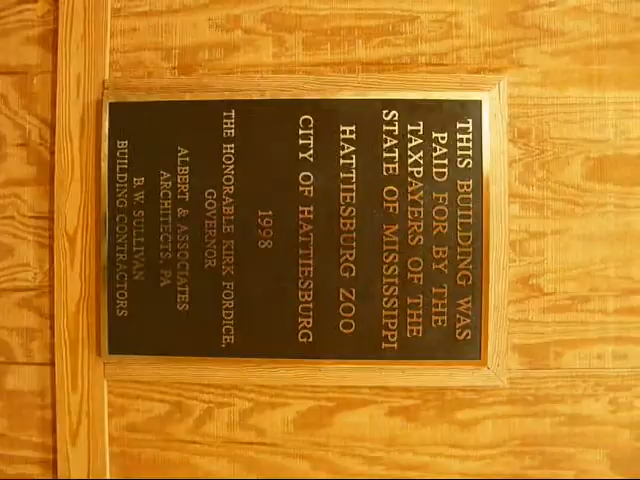 THIS BUILDING WAS
PAID FOR BY THE
TAXPAYERS OF THE
STATE OF MISSISSIPPI
HATTIESBURG ZOO
CITY OF HATTIESBURG
1998
THE HONORABLE KIRK FORDICE,
GOVERNOR
ALBERT & ASSOCIATES
ARCHITECTS, PA
B.W. SULLIVAN
BUILDING CONTRACTORS